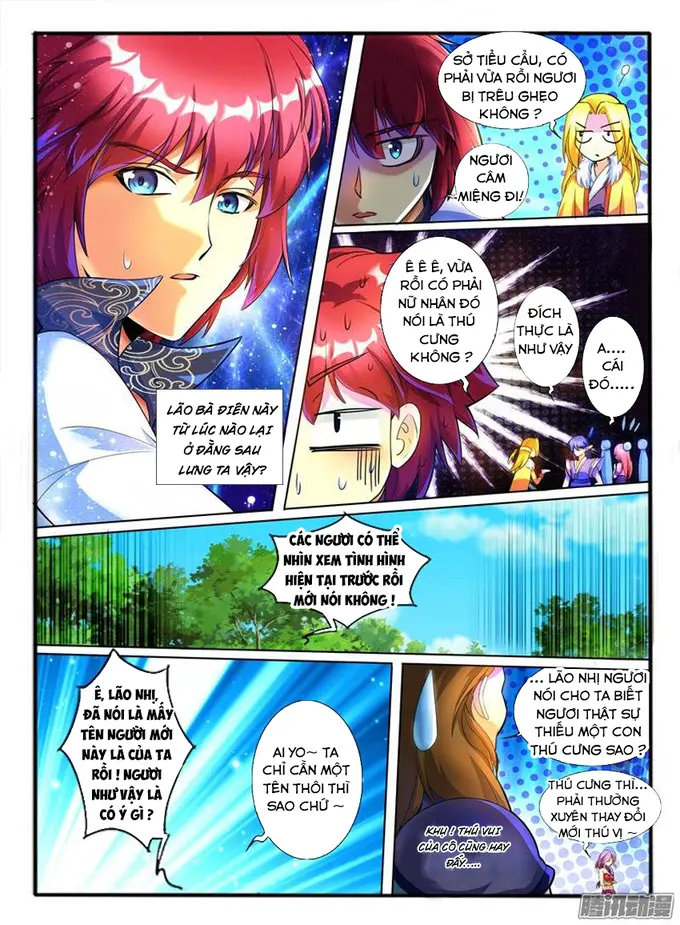 SỞ TIỂU CẨU, CÓ
PHẢI VỪA RỒI NGƯƠI
BỊ TRÊU GHẸO
KHÔNG ?
NGƯƠI
CÂM
~MIỆNG ĐI!
LÃO BÀ ĐIÊN NÀY
TỪ LÚC NÀO LẠI
Ở ĐẰNG SAU
LƯNG TA VẬY?
Ê Ê Ê, VỪA
RỒI CÓ PHẢI
NỮ NHÂN ĐÓ
NÓI LÀ THÚ
CƯNG
KHÔNG ?
ĐÍCH
THỰC LÀ
NHƯ VẬY
A....
CÁI
ĐÓ.....
CÁC NGƯƠI CÓ THỂ
NHÌN XEM TÌNH HÌNH
HIỆN TẠI TRƯỚC RỒI
MỚI NÓI KHÔNG !
Ê, LÃO NHỊ,
ĐÃ NÓI LÀ MẤY
TÊN NGƯỜI MỚI
NÀY LÀ CỦA TA
RỒI ! NGƯƠI
NHƯ VẬY LÀ
CÓ Ý GÌ ?
AI YO~ TA
CHỈ CẦN MỘT
TÊN THÔI THÌ
SAO CHỨ ~
... LÃO NHỊ NGƯƠI
NÓI CHO TA BIẾT
NGƯƠI THẬT SỰ
THIẾU MỘT CON
THÚ CƯNG SAO ?
THÚ CƯNG THÌ...
PHẢI THƯỜNG
XUYÊN THAY ĐỔI
MỚI THÚ VỊ ~
KHỤ ! THÚ VUI
CỦA CÔ CŨNG HAY
ĐẤY.....
腾讯动漫